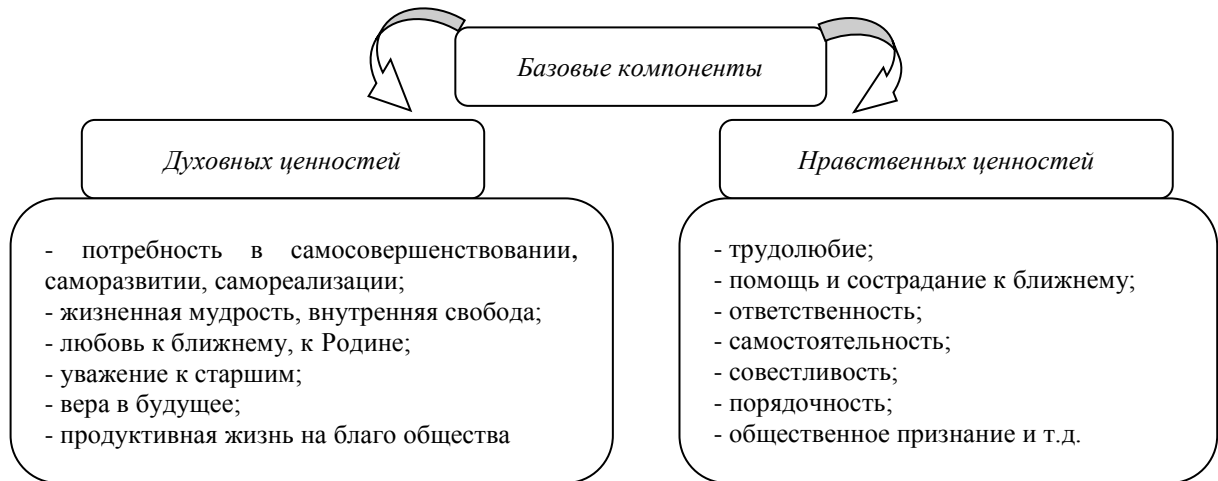 Базовые компоненты
Духовных ценностей
- потребность в самосовершенствовании,
саморазвитии, самореализации;
- жизненная мудрость, внутренняя свобода;
- любовь к ближнему, к Родине;
- уважение к старшим;
- вера в будущее;
- продуктивная жизнь на благо общества
Нравственных ценностей
- трудолюбие;
- помощь и сострадание к ближнему;
- ответственность;
- самостоятельность;
- совестливость;
- порядочность;
- общественное признание и т.д.